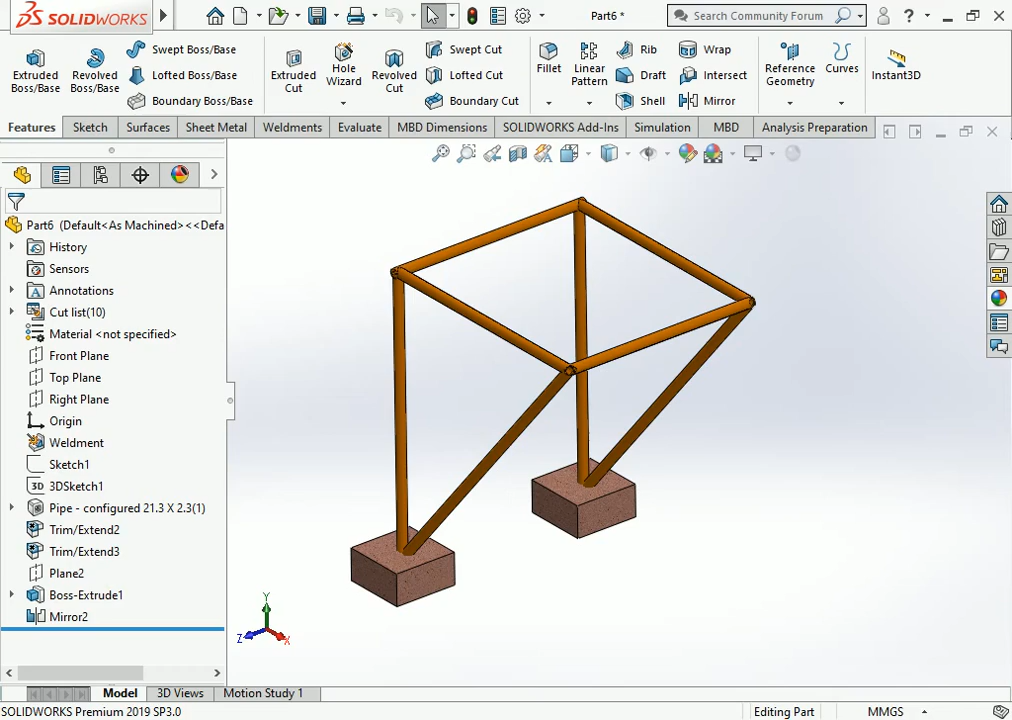 SOLIDWORKS
Part6 *
Search Community Forum
?
Extruded Boss/Base
Revolved Boss/Base
Swept Boss/Base
Lofted Boss/Base
Boundary Boss/Base
Extruded Cut
Hole Wizard
Revolved Cut
Swept Cut
Lofted Cut
Boundary Cut
Fillet
Linear Pattern
Rib
Draft
Shell
Wrap
Intersect
Mirror
Reference Geometry
Curves
Instant3D
Features
Sketch
Surfaces
Sheet Metal
Weldments
Evaluate
MBD Dimensions
SOLIDWORKS Add-Ins
Simulation
MBD
Analysis Preparation
Part6 (Default<As Machined><<Defa
History
Sensors
Annotations
Cut list(10)
Material <not specified>
Front Plane
Top Plane
Right Plane
Origin
Weldment
Sketch1
3D 3DSketch1
Pipe - configured 21.3 X 2.3(1)
Trim/Extend2
Trim/Extend3
Plane2
Boss-Extrude1
Mirror2
Y
Z
X
Model
3D Views
Motion Study 1
SOLIDWORKS Premium 2019 SP3.0
Editing Part
MMGS